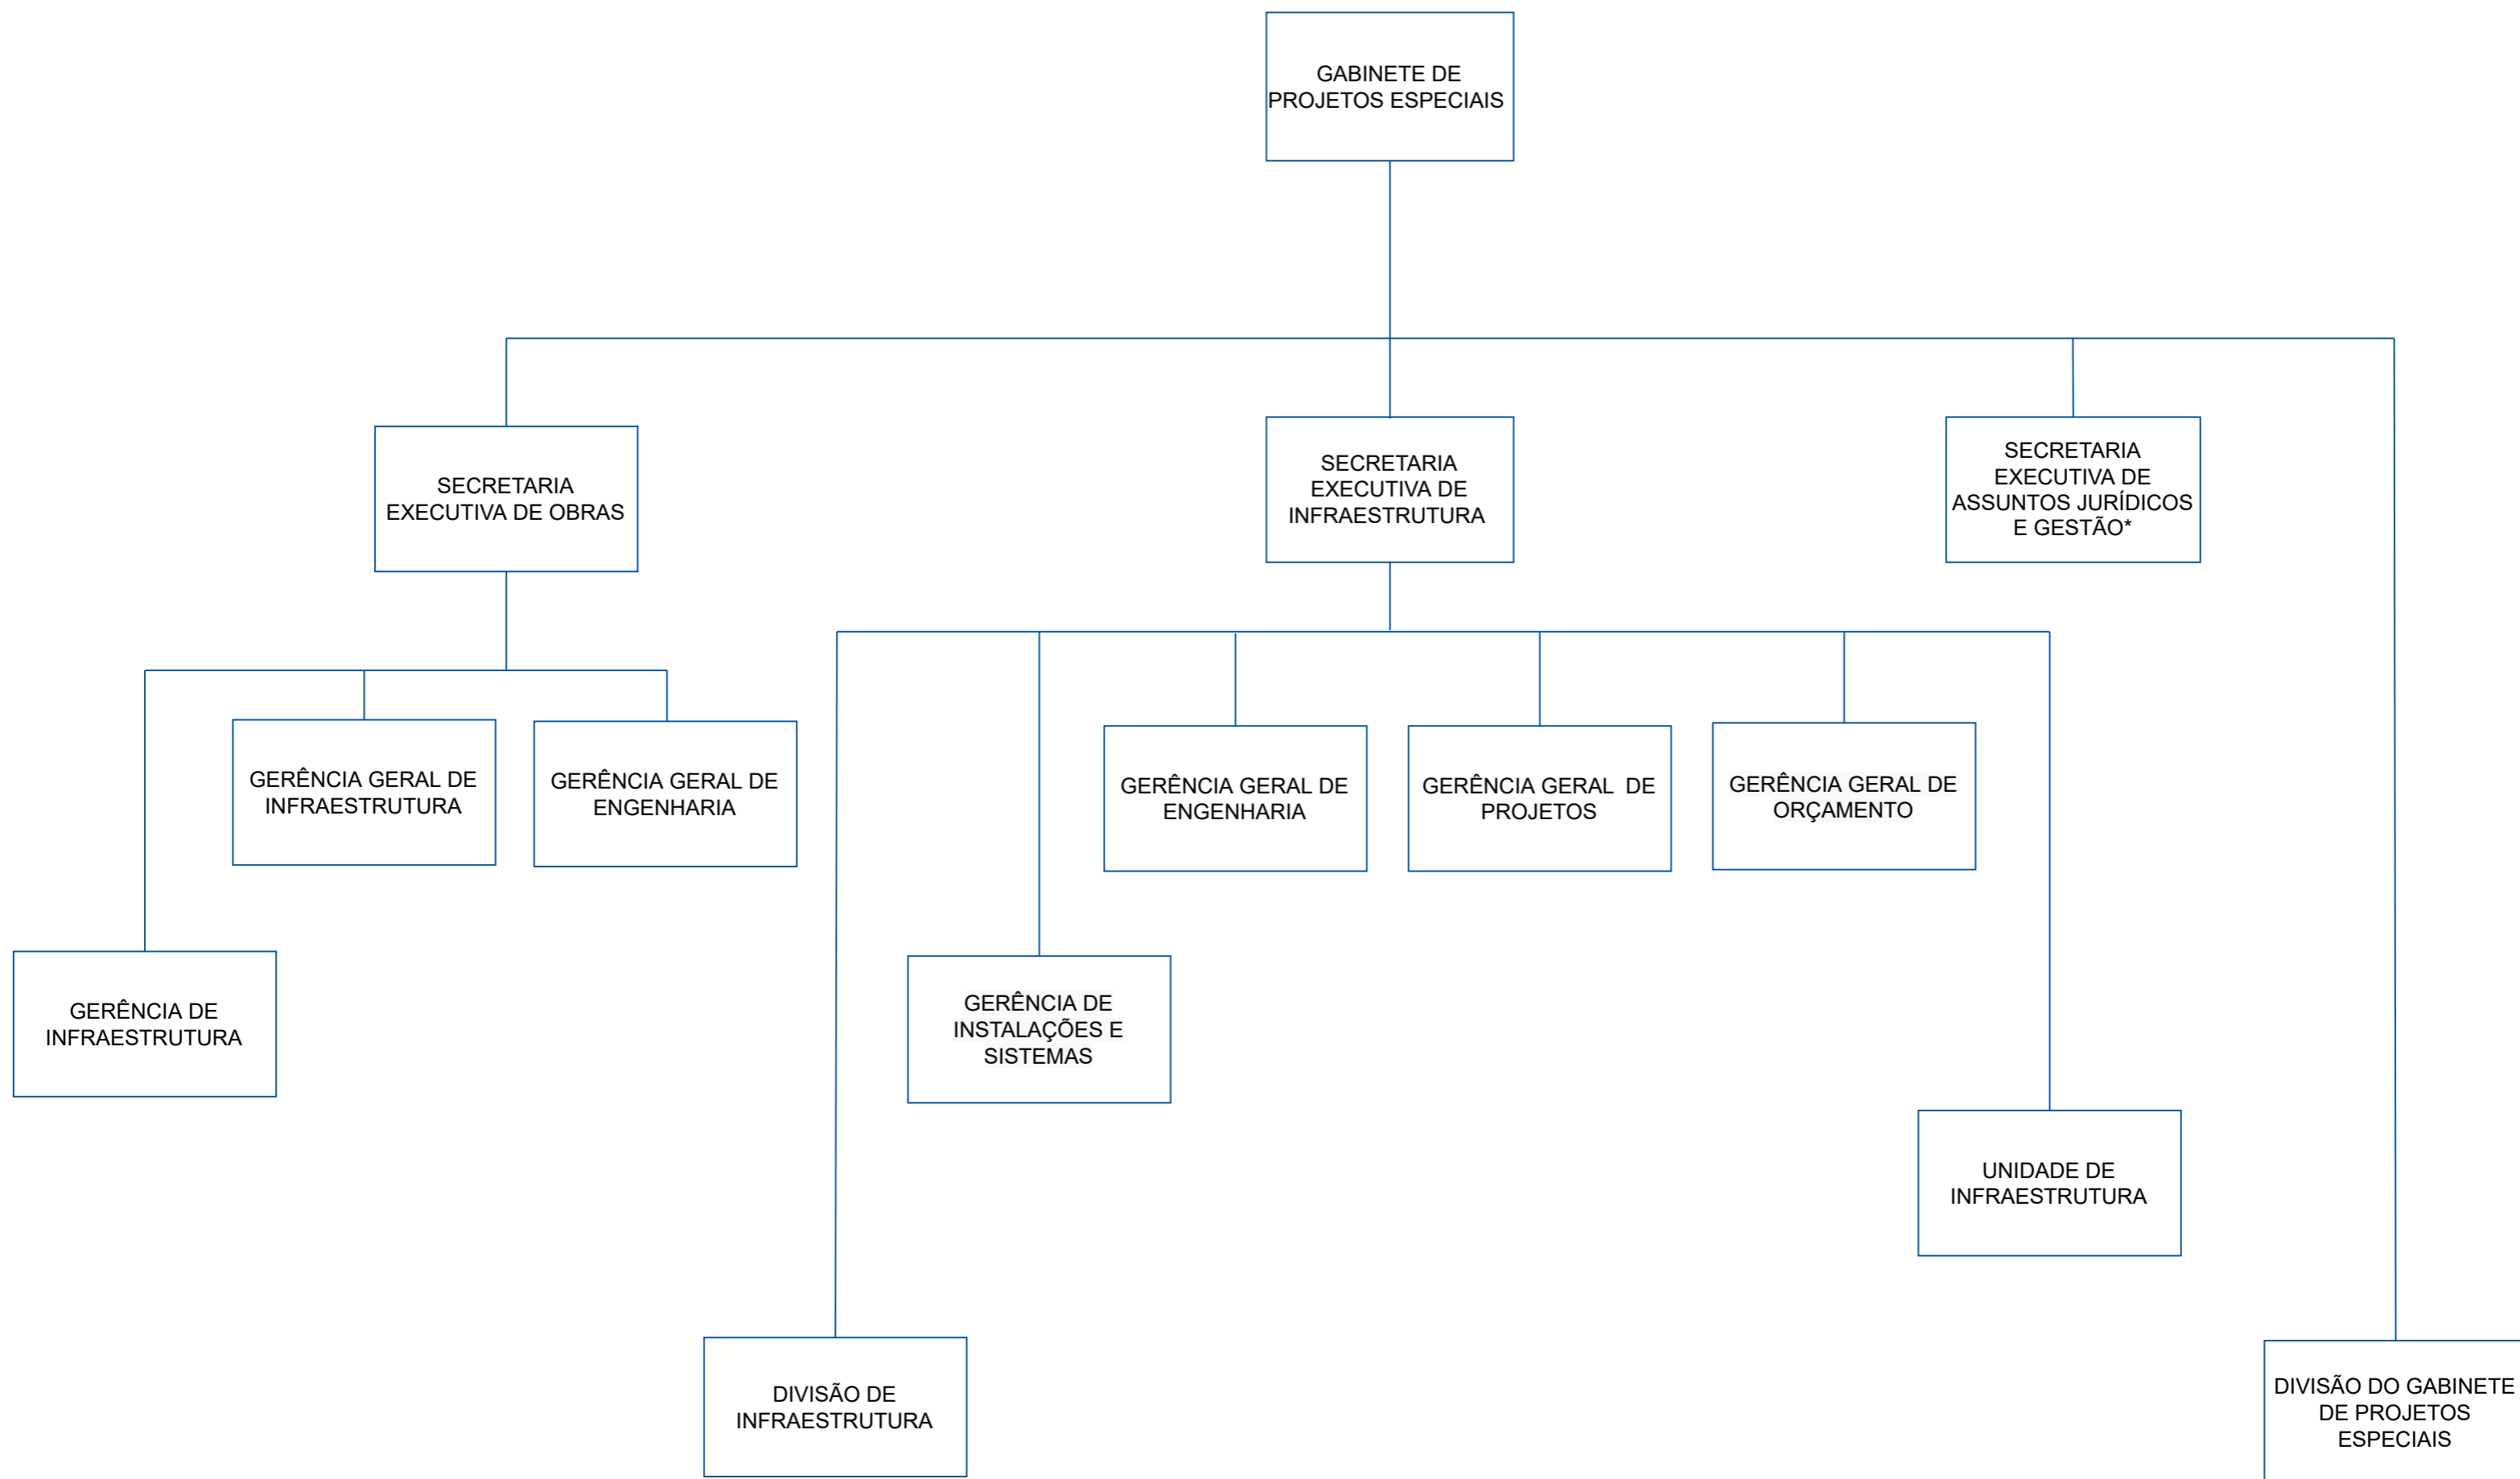 GABINETE DE
PROJETOS ESPECIAIS
SECRETARIA
EXECUTIVA DE OBRAS
SECRETARIA
EXECUTIVA DE
INFRAESTRUTURA
SECRETARIA
EXECUTIVA DE
ASSUNTOS JURÍDICOS
E GESTÃO*
GERÊNCIA GERAL DE
INFRAESTRUTURA
GERÊNCIA GERAL DE
ENGENHARIA
GERÊNCIA GERAL DE
ENGENHARIA
GERÊNCIA GERAL DE
PROJETOS
GERÊNCIA GERAL DE
ORÇAMENTO
GERÊNCIA DE
INFRAESTRUTURA
GERÊNCIA DE
INSTALAÇÕES E
SISTEMAS
UNIDADE DE
INFRAESTRUTURA
DIVISÃO DE
INFRAESTRUTURA
DIVISÃO DO GABINETE
DE PROJETOS
ESPECIAIS